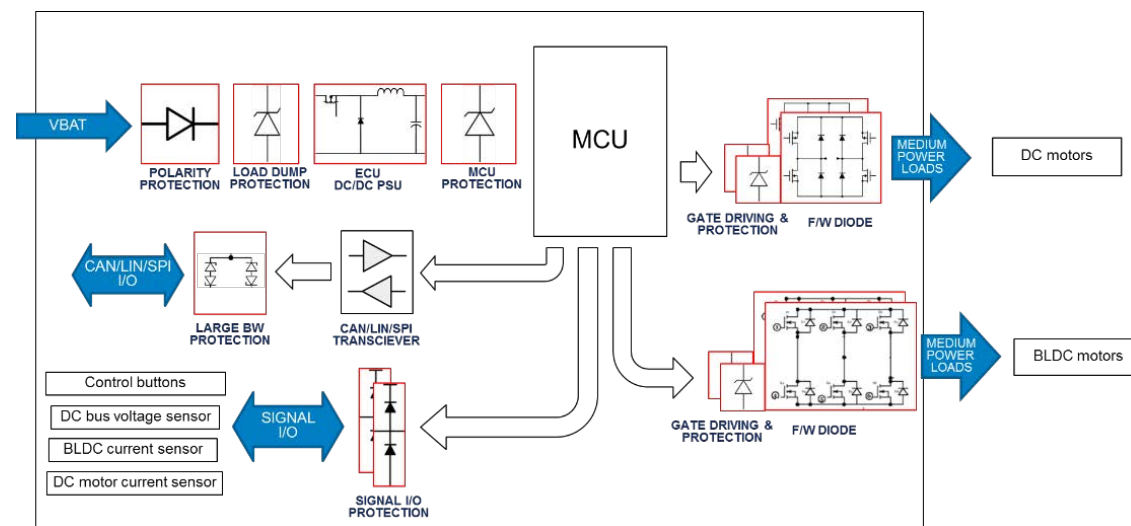 VBAT
POLARITY
PROTECTION
LOAD DUMP
PROTECTION
ECU
DC/DC PSU
MCU
PROTECTION
MCU
GATE DRIVING &
PROTECTION
F/W DIODE
MEDIUM
POWER
LOADS
DC motors
CAN/LIN/SPI
I/O
LARGE BW
PROTECTION
CAN/LIN/SPI
TRANSCIEVER
GATE DRIVING &
PROTECTION
F/W DIODE
MEDIUM
POWER
LOADS
BLDC motors
Control buttons
DC bus voltage sensor
BLDC current sensor
DC motor current sensor
SIGNAL
I/O
SIGNAL I/O
PROTECTION